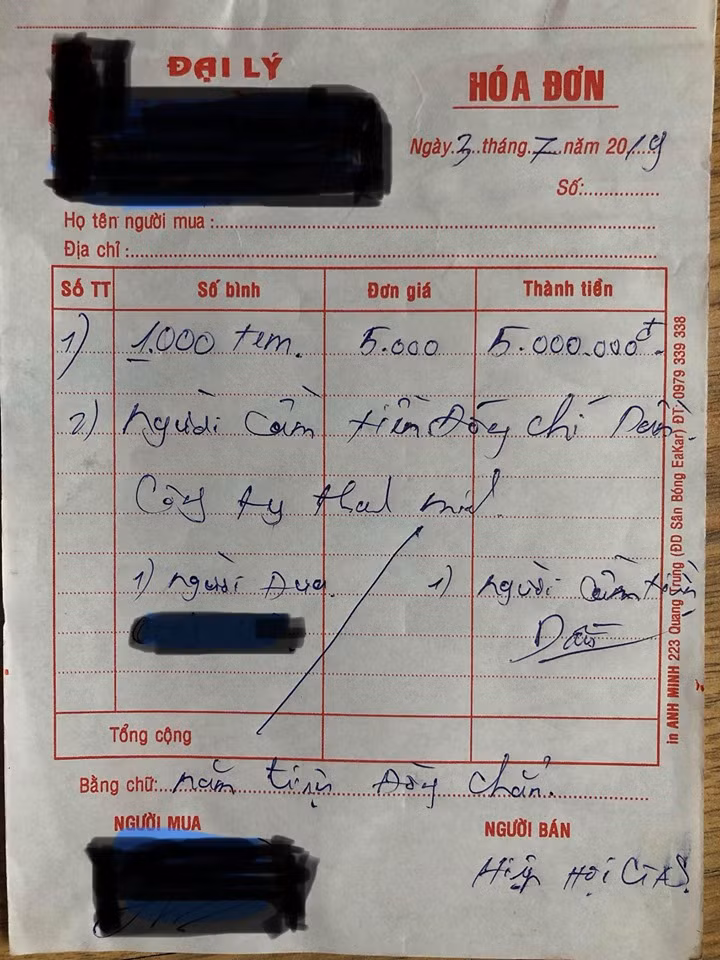 ĐẠI LÝ
HÓA ĐƠN
Ngày 3 tháng 7 năm 2019
Số:
Họ tên người mua :
Địa chỉ :
Số TT Số bình Đơn giá Thành tiền
1) 1.000 tem. 5.000 5.000.000đ
2) Người cầm tiền Đồng chí
Công ty
1) người Đưa 1) người cầm tiền
Tổng cộng
Bằng chữ: năm triệu Đồng chẵn.
NGƯỜI MUA NGƯỜI BÁN
Hiệp Hội GAS
in ANH MINH 223 Quang Trung (ĐD Sân Bóng EaKar) ĐT: 0979 339 338